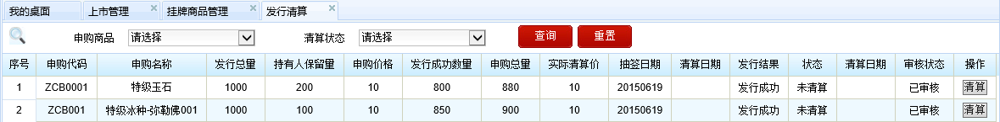 我的桌面 上市管理 挂牌商品管理 发行清算
申购商品 请选择 清算状态 请选择 查询 重置
序号 申购代码 申购名称 发行总量 持有人保留量 申购价格 发行成功数量 申购总量 实际清算价 抽签日期 清算日期 发行结果 状态 清算日期 审核状态 操作
1 ZCB0001 特级玉石 1000 200 10 800 880 10 20150619 发行成功 未清算 已审核 清算
2 ZCB001 特级冰种-弥勒佛001 1000 100 10 850 900 10 20150619 发行成功 未清算 已审核 清算